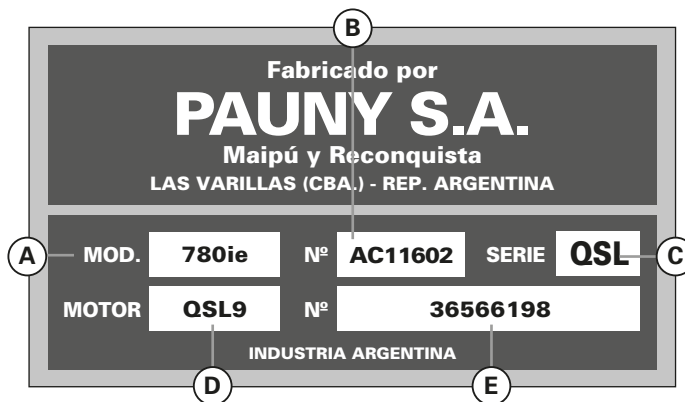 B
Fabricado por
PAUNY S.A.
Maipú y Reconquista
LAS VARILLAS (CBA.) - REP. ARGENTINA
A MOD. 780ie Nº AC11602 SERIE QSL C
MOTOR QSL9 Nº 36566198
INDUSTRIA ARGENTINA
D E